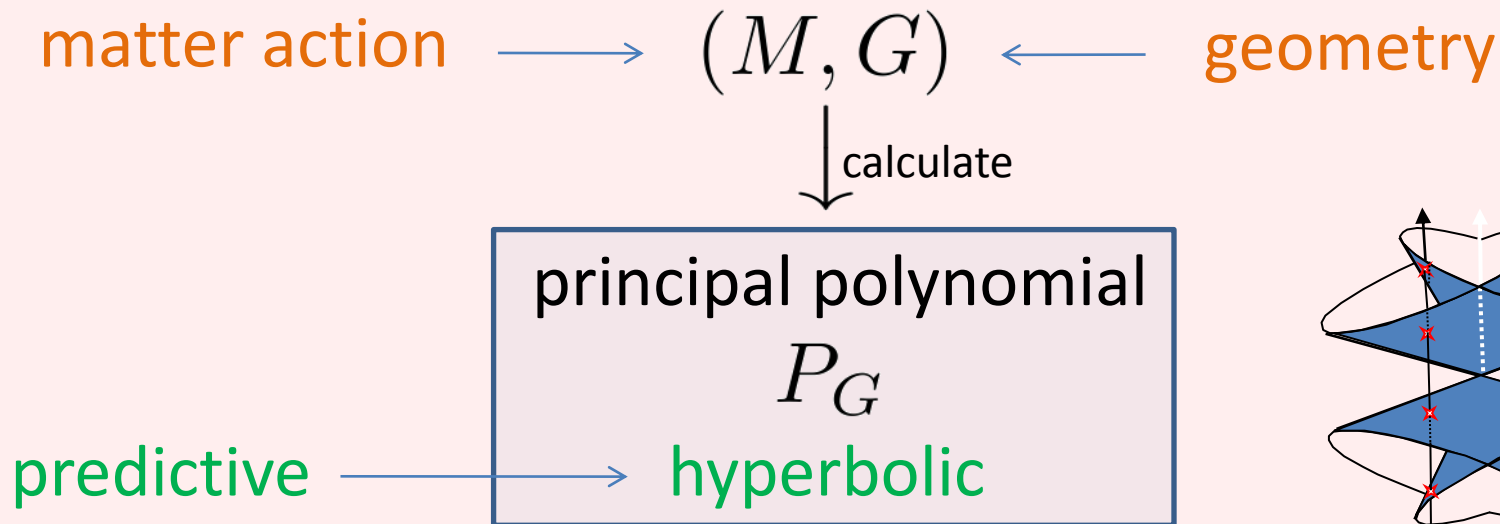 matter action (M, G) geometry
calculate
principal polynomial
P_G
predictive hyperbolic